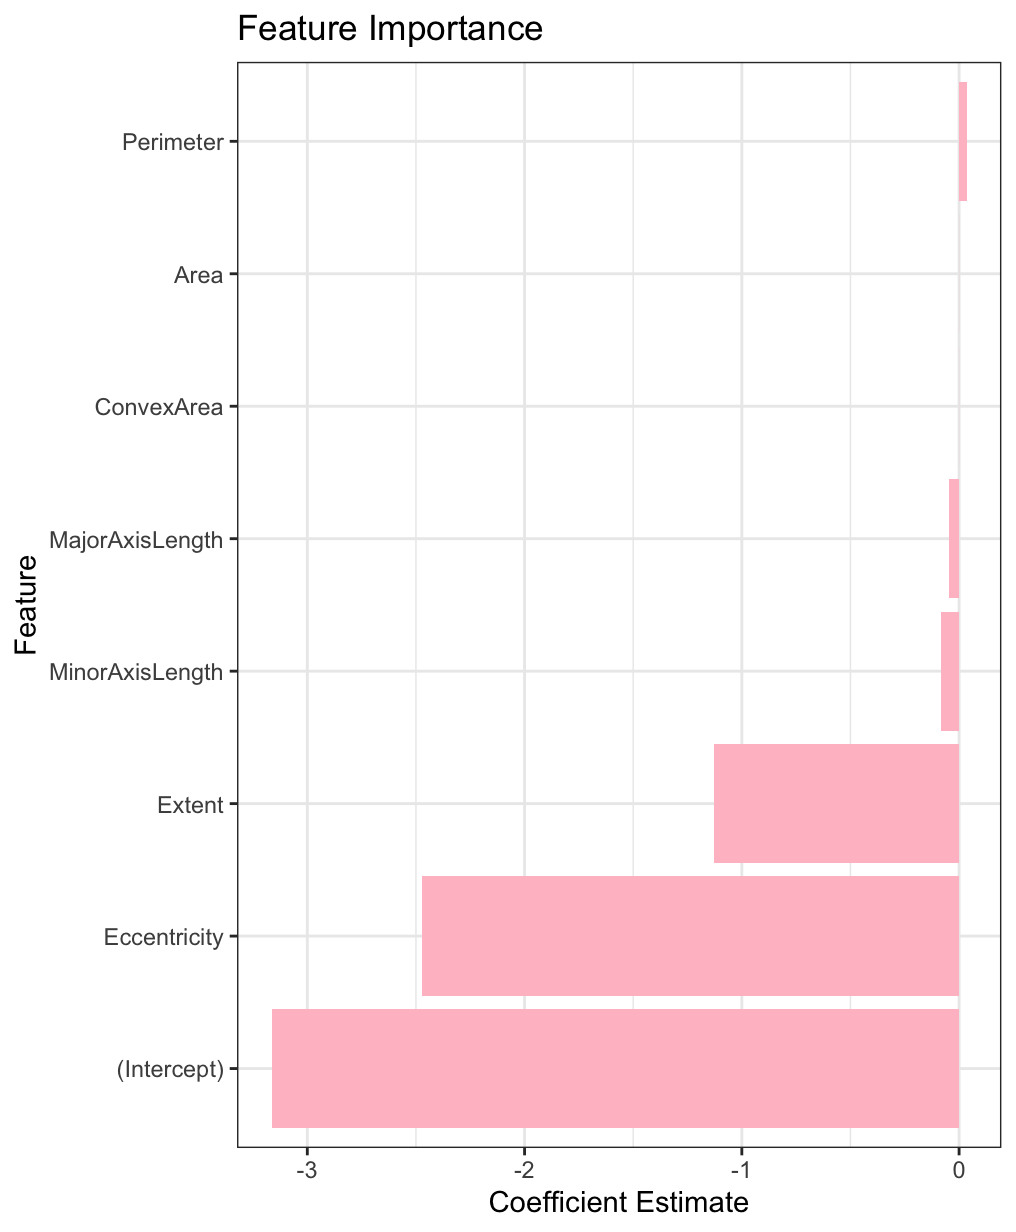 Feature Importance
Perimeter
Area
ConvexArea
MajorAxisLength
MinorAxisLength
Extent
Eccentricity
(Intercept)
Feature
-3 -2 -1 0
Coefficient Estimate